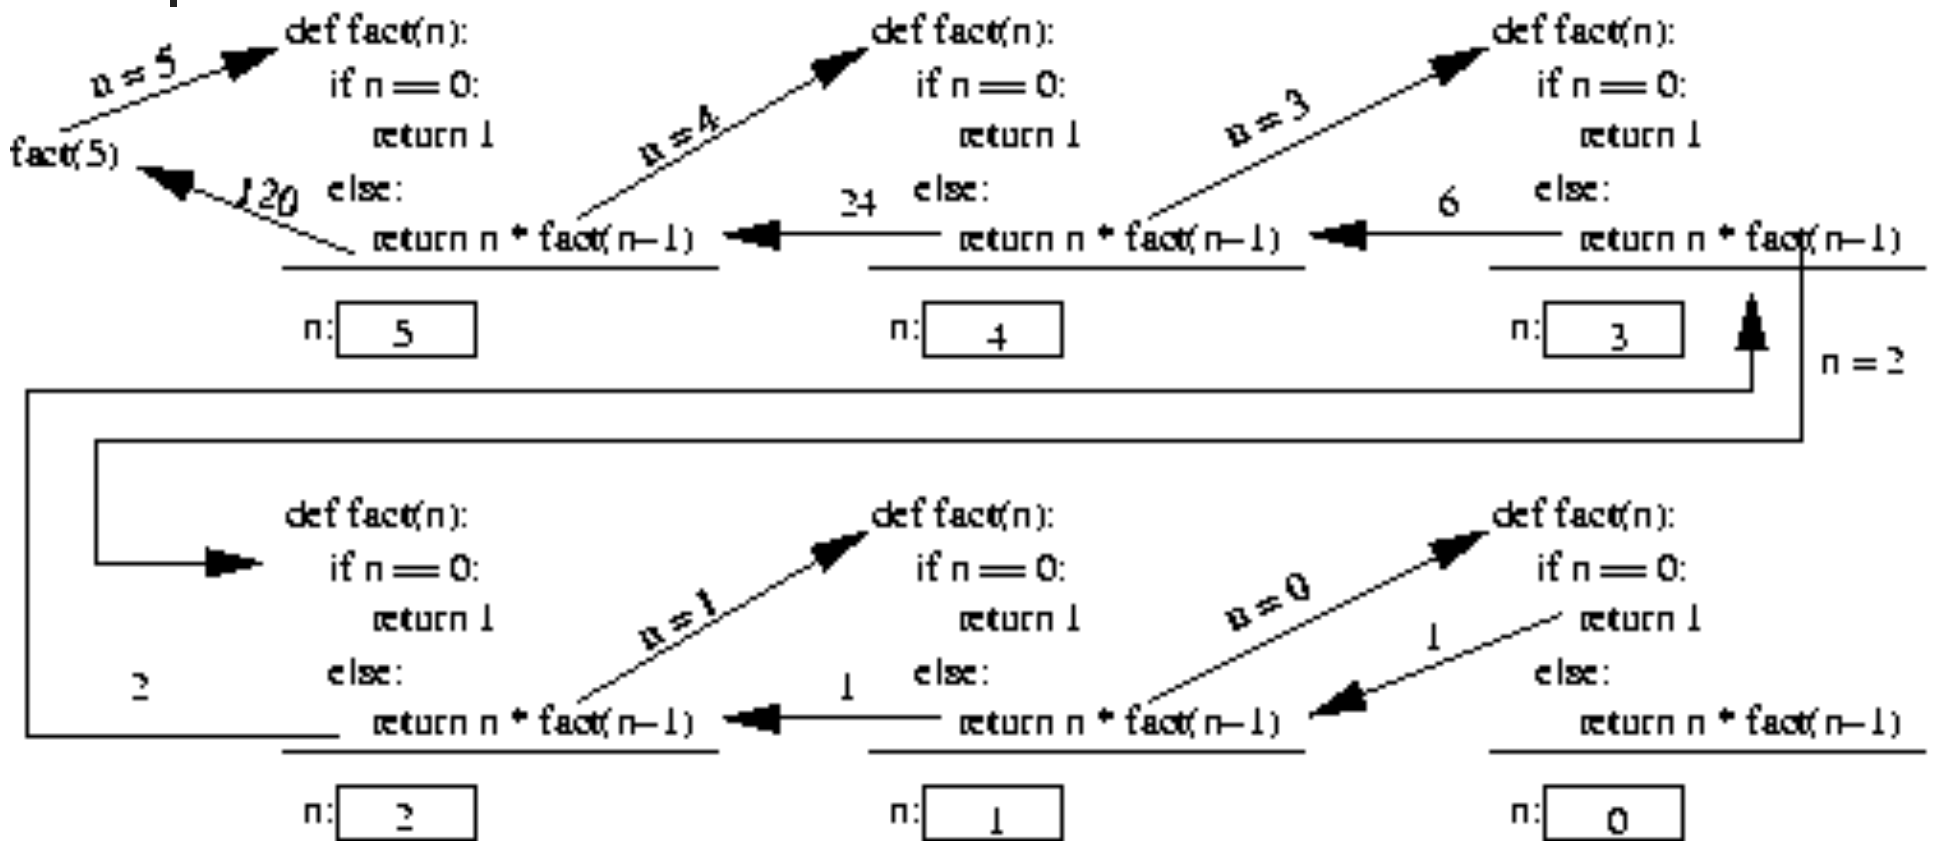 def fact(n):
if n == 0:
return 1
else:
return n * fact(n-1)
n: 5
n = 5
fact(5)
120
n = 4
def fact(n):
if n == 0:
return 1
else:
return n * fact(n-1)
n: 4
24
n = 3
def fact(n):
if n == 0:
return 1
else:
return n * fact(n-1)
n: 3
6
n = 2
def fact(n):
if n == 0:
return 1
else:
return n * fact(n-1)
n: 2
2
n = 1
def fact(n):
if n == 0:
return 1
else:
return n * fact(n-1)
n: 1
1
n = 0
def fact(n):
if n == 0:
return 1
else:
return n * fact(n-1)
n: 0
1